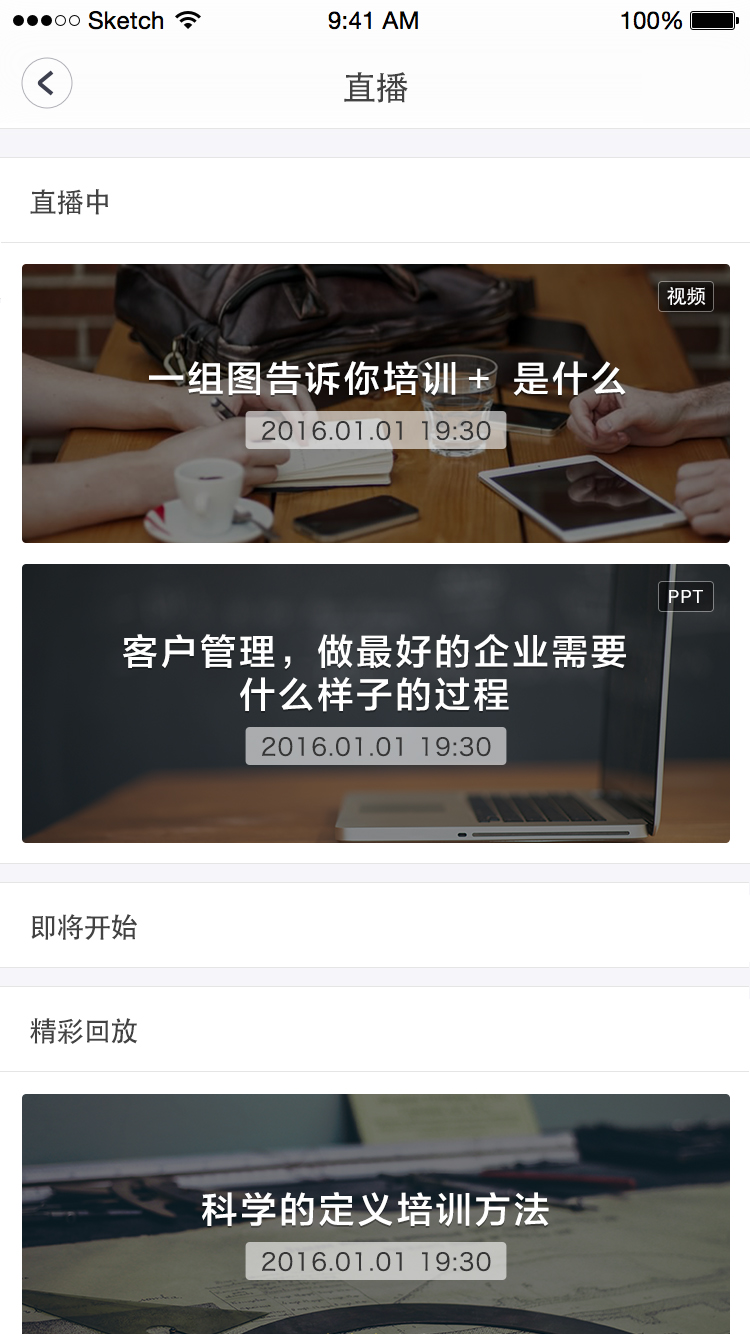 ●●●○○ Sketch 9:41 AM 100%
直播
直播中
视频
一组图告诉你培训+ 是什么
2016.01.01 19:30
PPT
客户管理，做最好的企业需要
什么样子的过程
2016.01.01 19:30
即将开始
精彩回放
科学的定义培训方法
2016.01.01 19:30